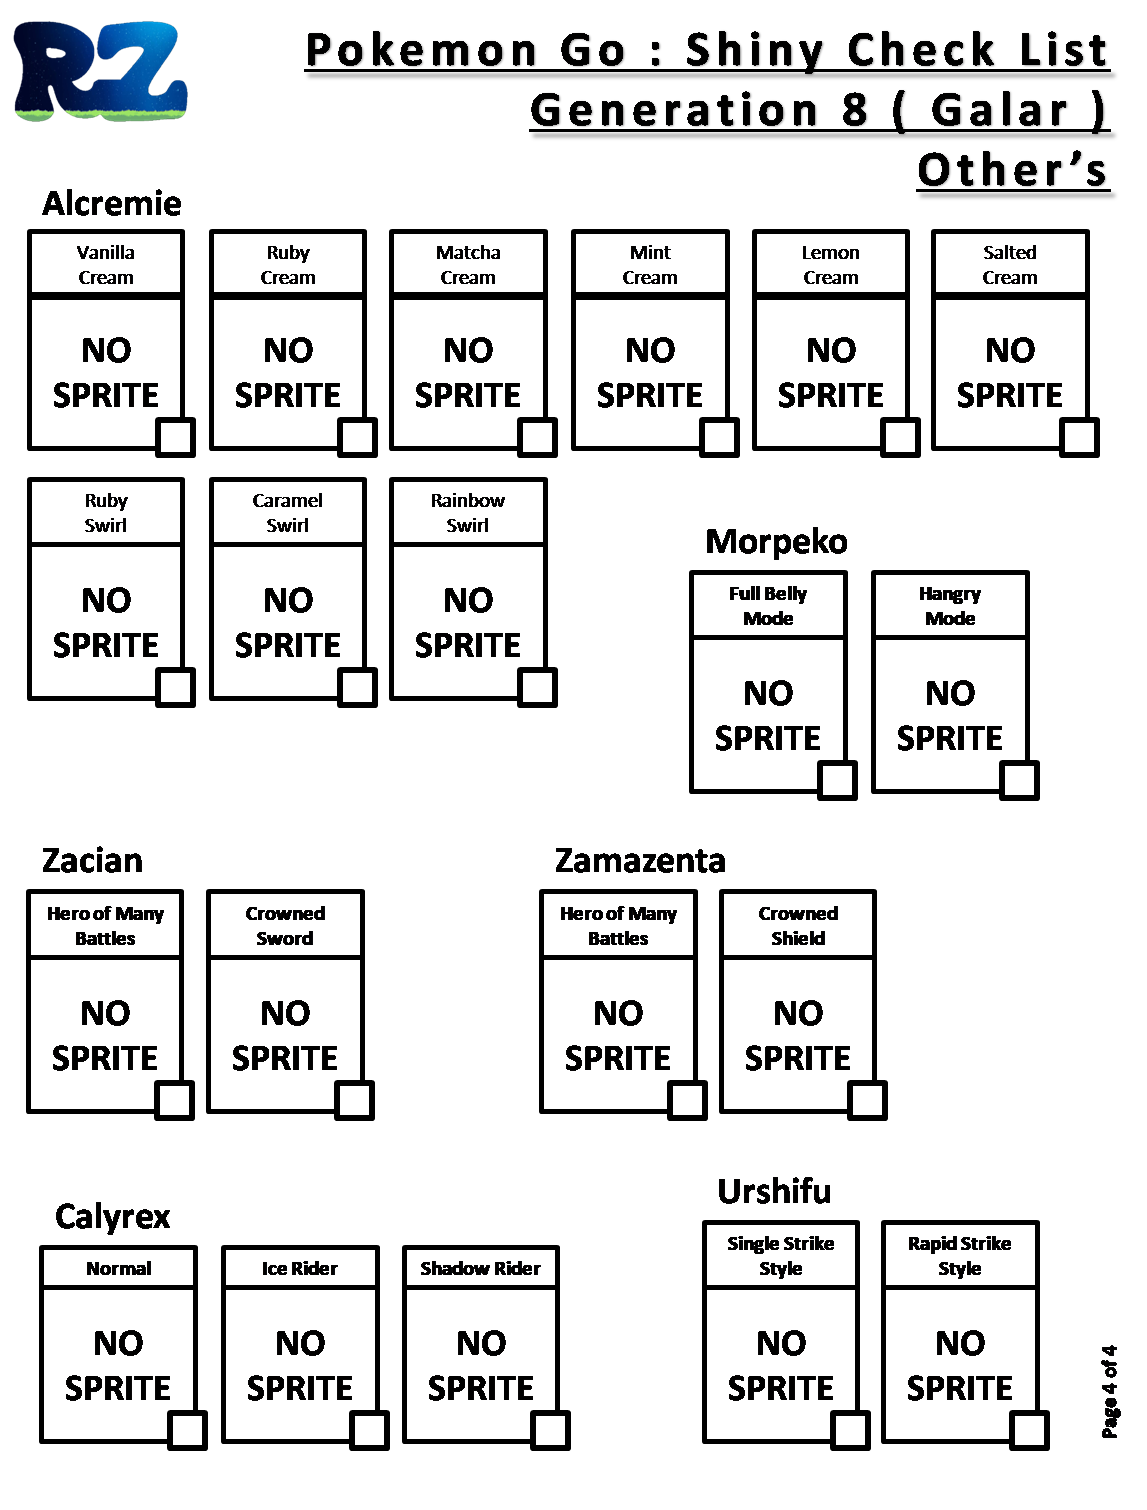 RZ
Pokemon Go : Shiny Check List
Generation 8 ( Galar )
Other’s
Alcremie
Vanilla
Cream
NO
SPRITE
Ruby
Cream
NO
SPRITE
Matcha
Cream
NO
SPRITE
Mint
Cream
NO
SPRITE
Lemon
Cream
NO
SPRITE
Salted
Cream
NO
SPRITE
Ruby
Swirl
NO
SPRITE
Caramel
Swirl
NO
SPRITE
Rainbow
Swirl
NO
SPRITE
Morpeko
Full Belly
Mode
NO
SPRITE
Hangry
Mode
NO
SPRITE
Zacian
Hero of Many
Battles
NO
SPRITE
Crowned
Sword
NO
SPRITE
Zamazenta
Hero of Many
Battles
NO
SPRITE
Crowned
Shield
NO
SPRITE
Calyrex
Normal
NO
SPRITE
Ice Rider
NO
SPRITE
Shadow Rider
NO
SPRITE
Urshifu
Single Strike
Style
NO
SPRITE
Rapid Strike
Style
NO
SPRITE
Page 4 of 4